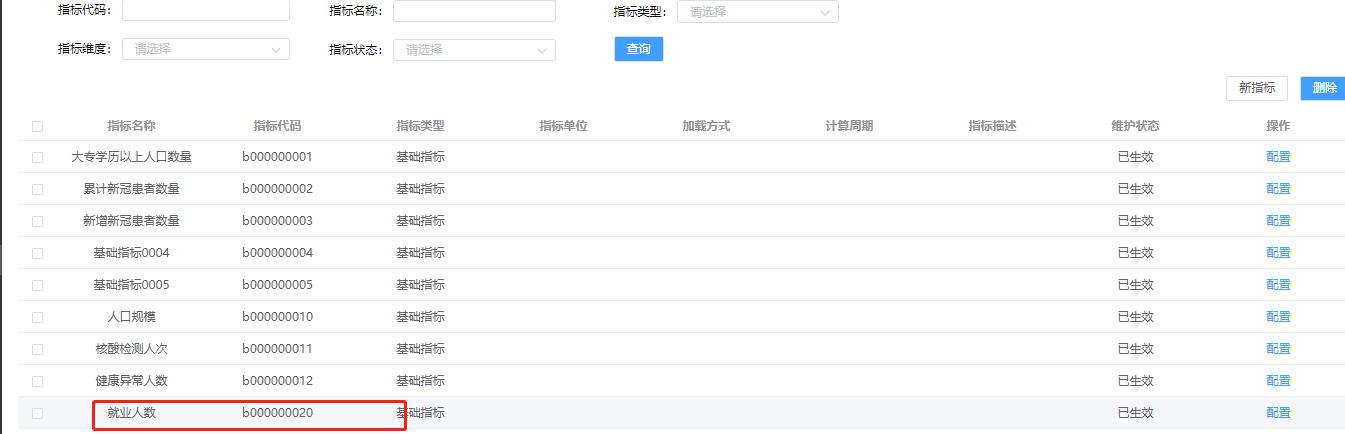 指标代码： 指标名称： 指标类型： 请选择
指标维度： 请选择 指标状态： 请选择 查询
新指标 删除
指标名称 指标代码 指标类型 指标单位 加载方式 计算周期 指标描述 维护状态 操作
大专学历以上人口数量 b000000001 基础指标 已生效 配置
累计新冠患者数量 b000000002 基础指标 已生效 配置
新增新冠患者数量 b000000003 基础指标 已生效 配置
基础指标0004 b000000004 基础指标 已生效 配置
基础指标0005 b000000005 基础指标 已生效 配置
人口规模 b000000010 基础指标 已生效 配置
核酸检测人次 b000000011 基础指标 已生效 配置
健康异常人数 b000000012 基础指标 已生效 配置
就业人数 b000000020 基础指标 已生效 配置